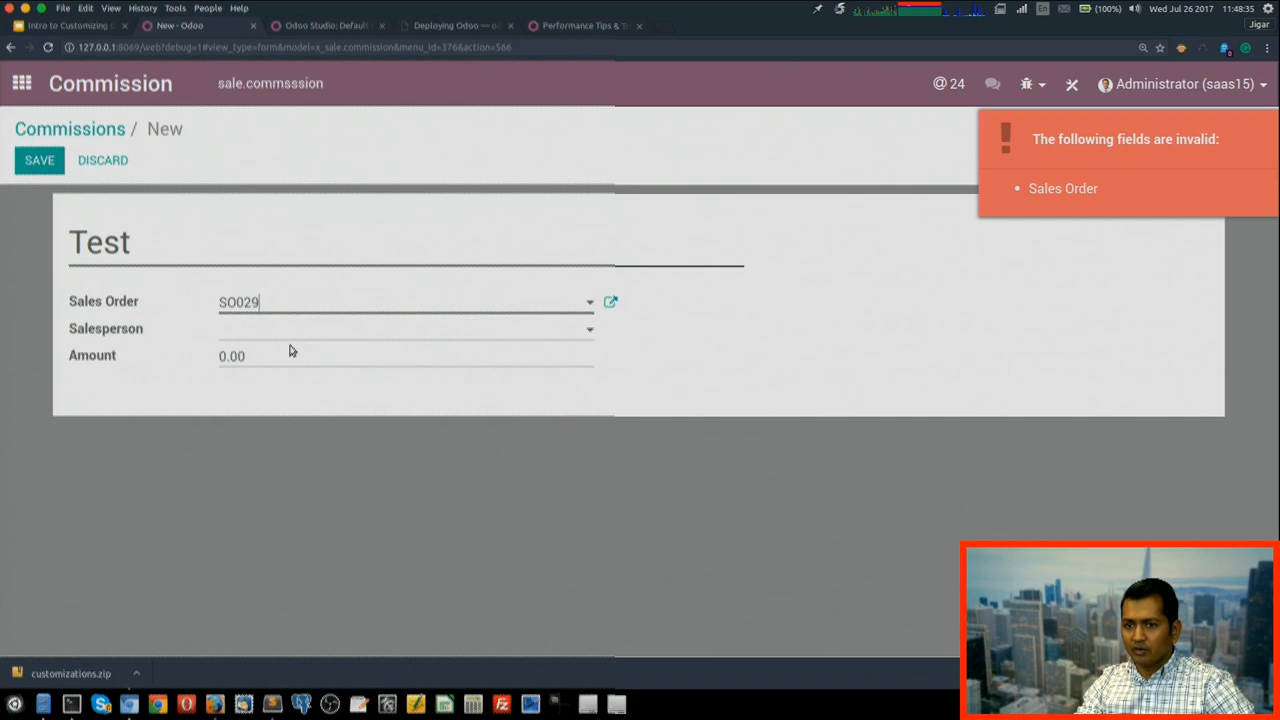 File Edit View History Tools People Help
(100%) Wed Jul 26 2017 11:48:35
Intro to Customizing
New - Odoo
Odoo Studio: Default
Deploying Odoo —
Performance Tips &
Jigar
127.0.0.1:8069/web?debug=1#view_type=form&model=x_sale.commission&menu_id=376&action=566
Commission sale.commsssion @ 24 Administrator (saas15)
Commissions / New
SAVE DISCARD
The following fields are invalid:
• Sales Order
Test
Sales Order SO029
Salesperson
Amount 0.00
customizations.zip